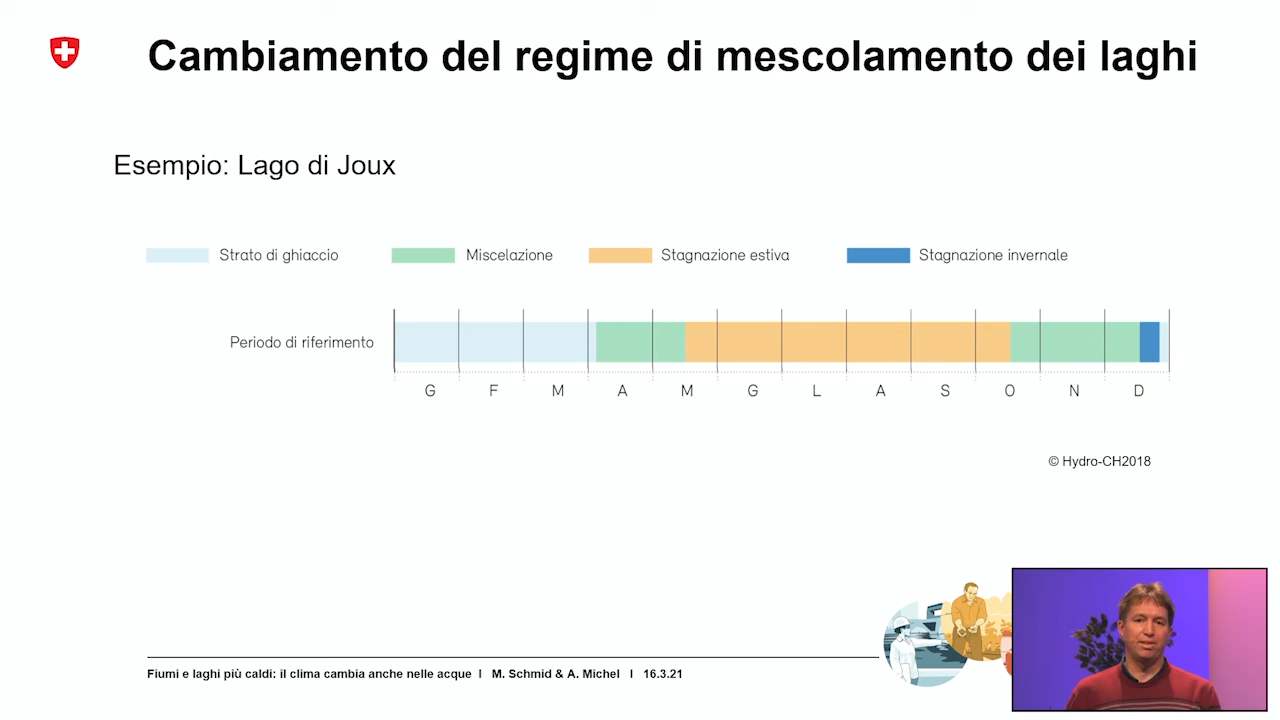 Cambiamento del regime di mescolamento dei laghi
Esempio: Lago di Joux
Strato di ghiaccio Miscelazione Stagnazione estiva Stagnazione invernale
Periodo di riferimento
G F M A M G L A S O N D
© Hydro-CH2018
Fiumi e laghi più caldi: il clima cambia anche nelle acque I M. Schmid & A. Michel I 16.3.21